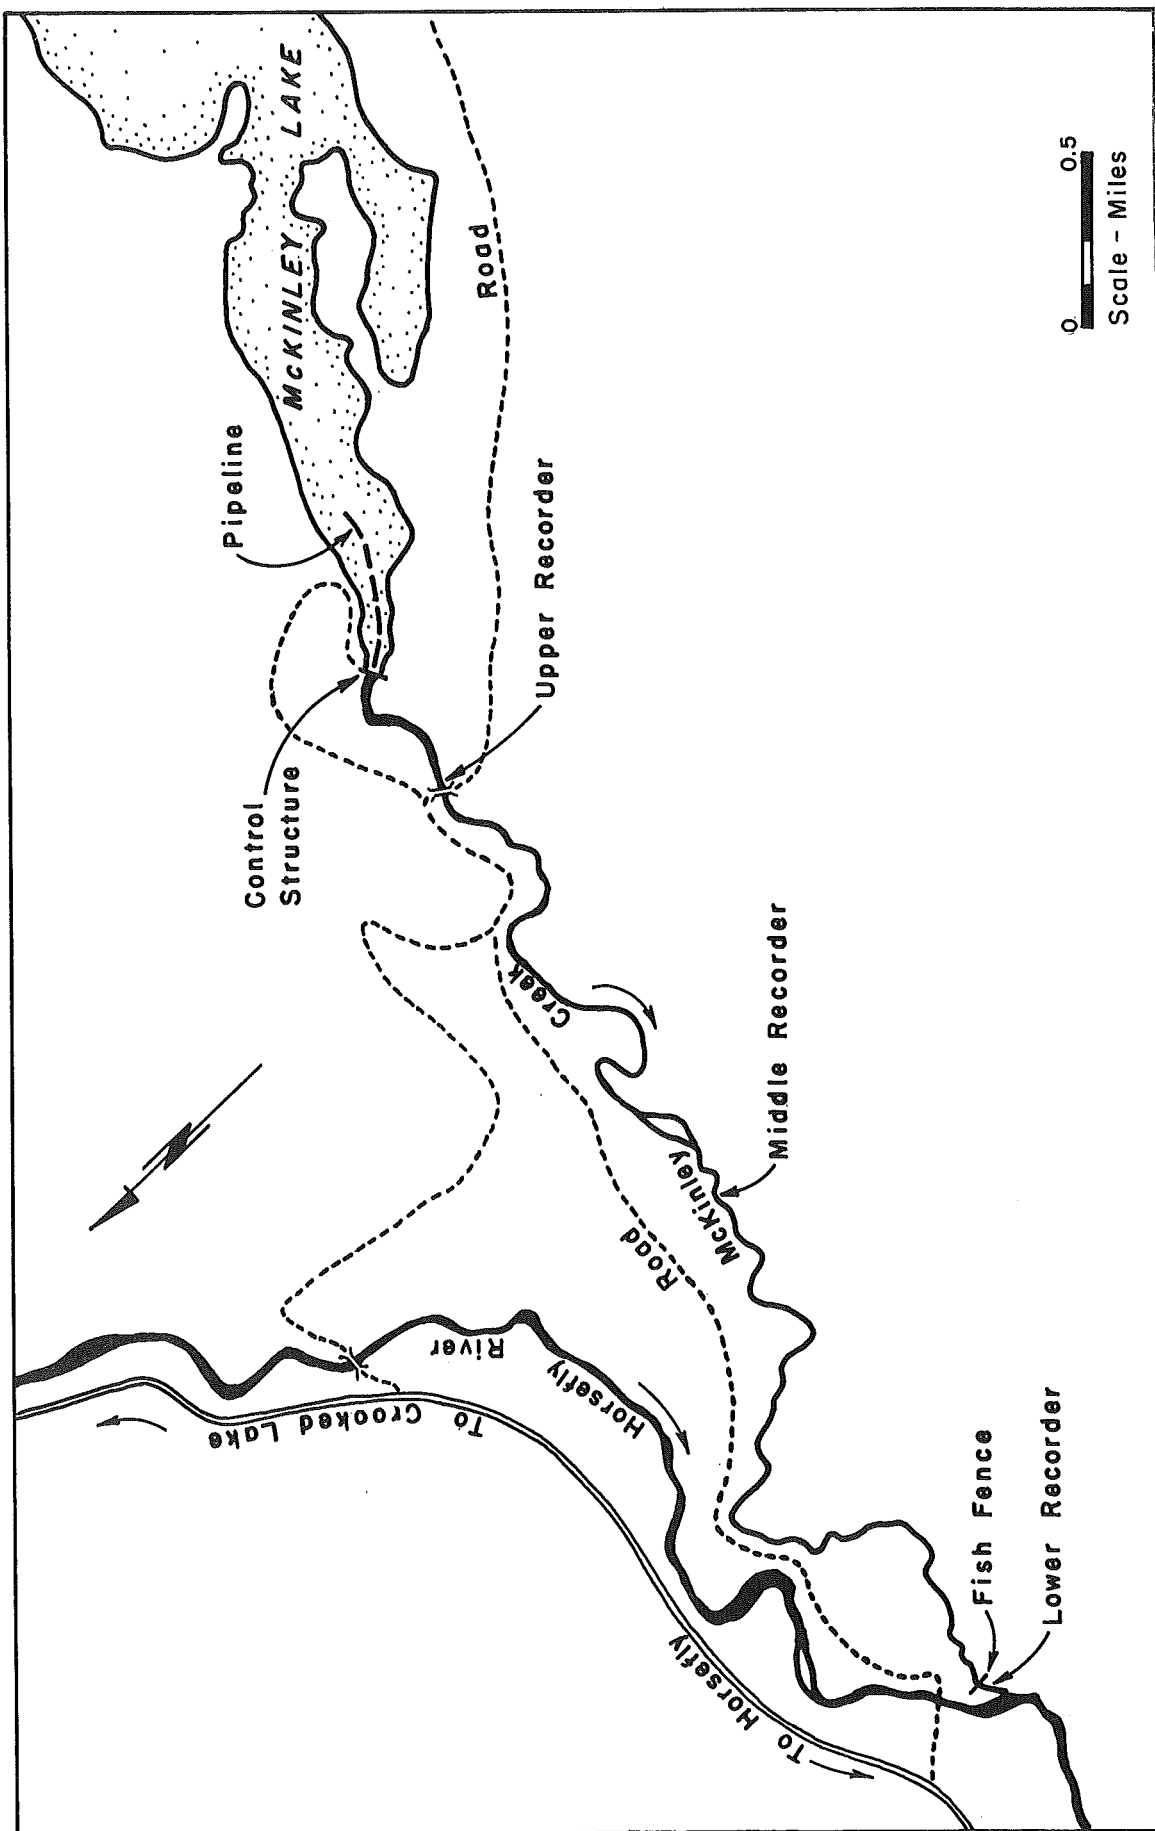 McKINLEY LAKE
Road
Pipeline
Upper Recorder
Control
Structure
Creek
McKinley
Middle Recorder
Road
River
Horsefly
To Crooked Lake
To Horsefly
Fish Fence
Lower Recorder
0 0.5
Scale - Miles